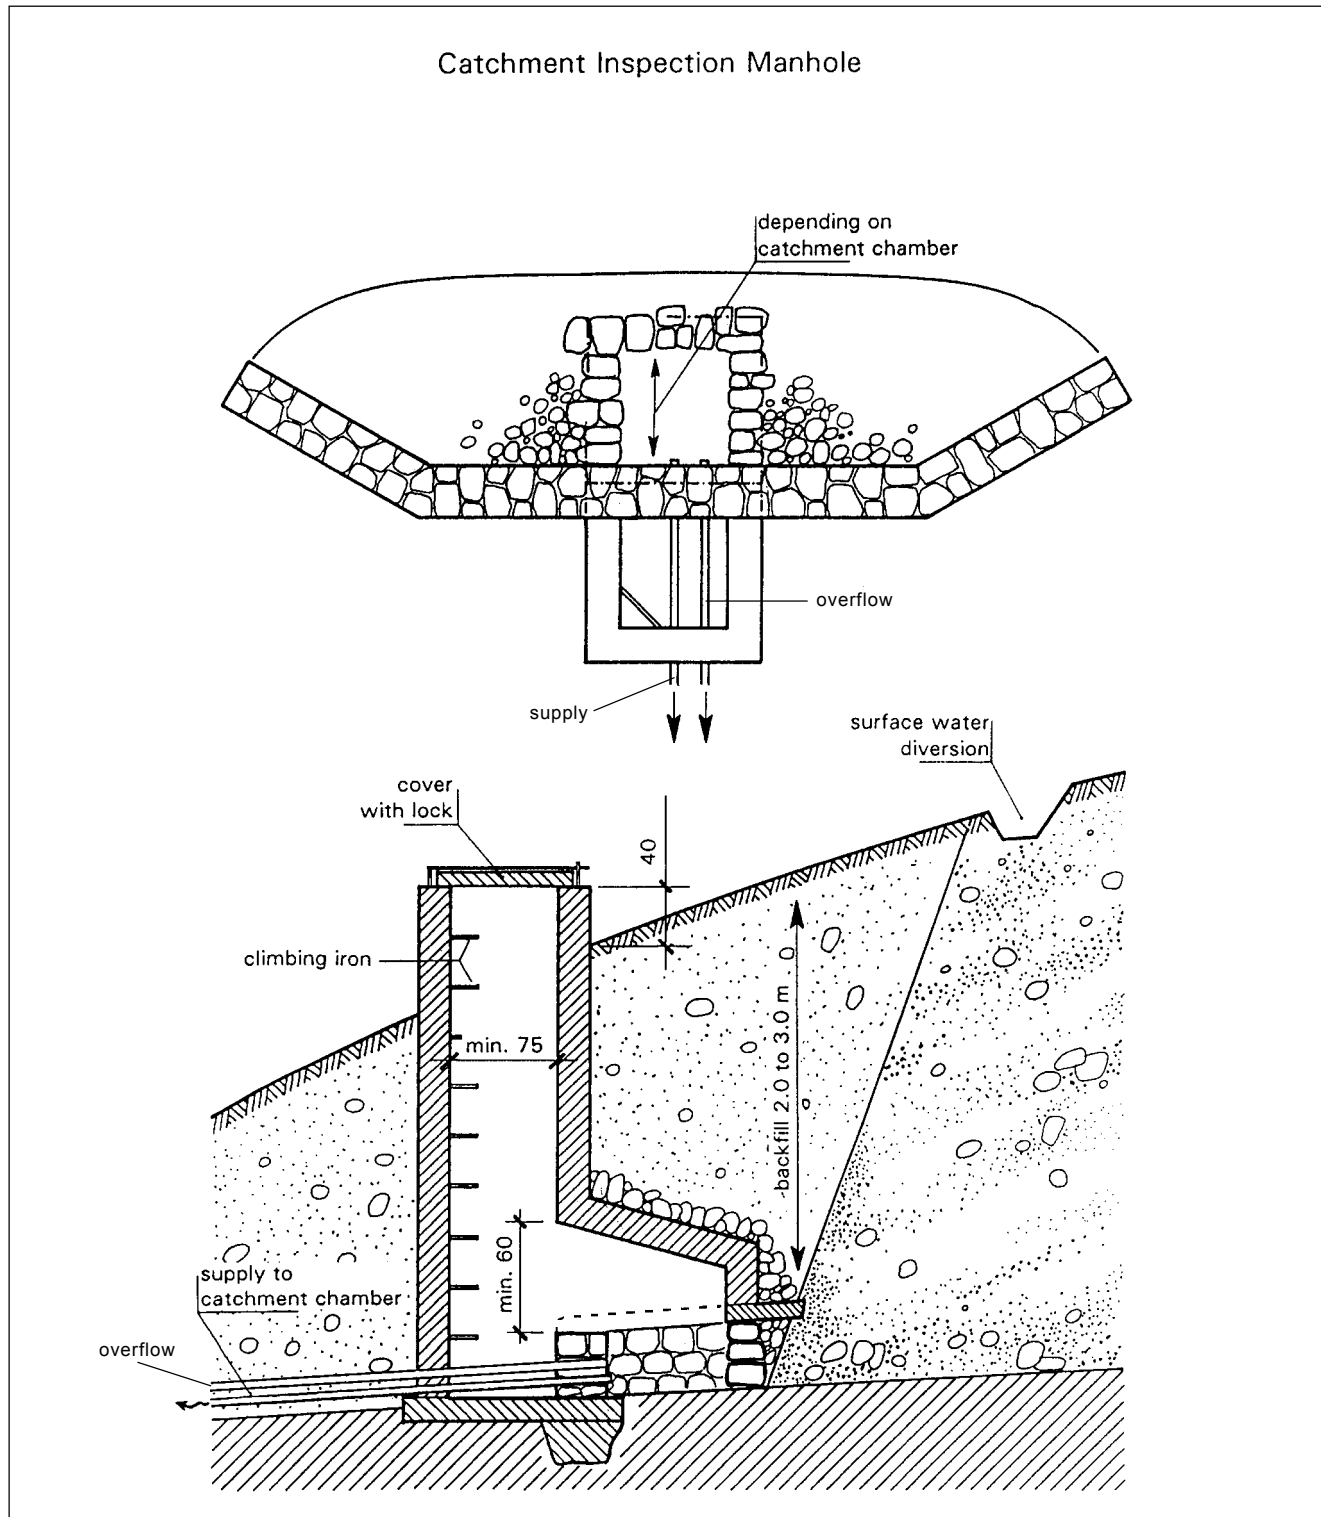 Catchment Inspection Manhole
depending on
catchment chamber
overflow
supply
surface water
diversion
cover
with lock
40
climbing iron
min. 75
backfill 2.0 to 3.0 m
min. 60
supply to
catchment chamber
overflow